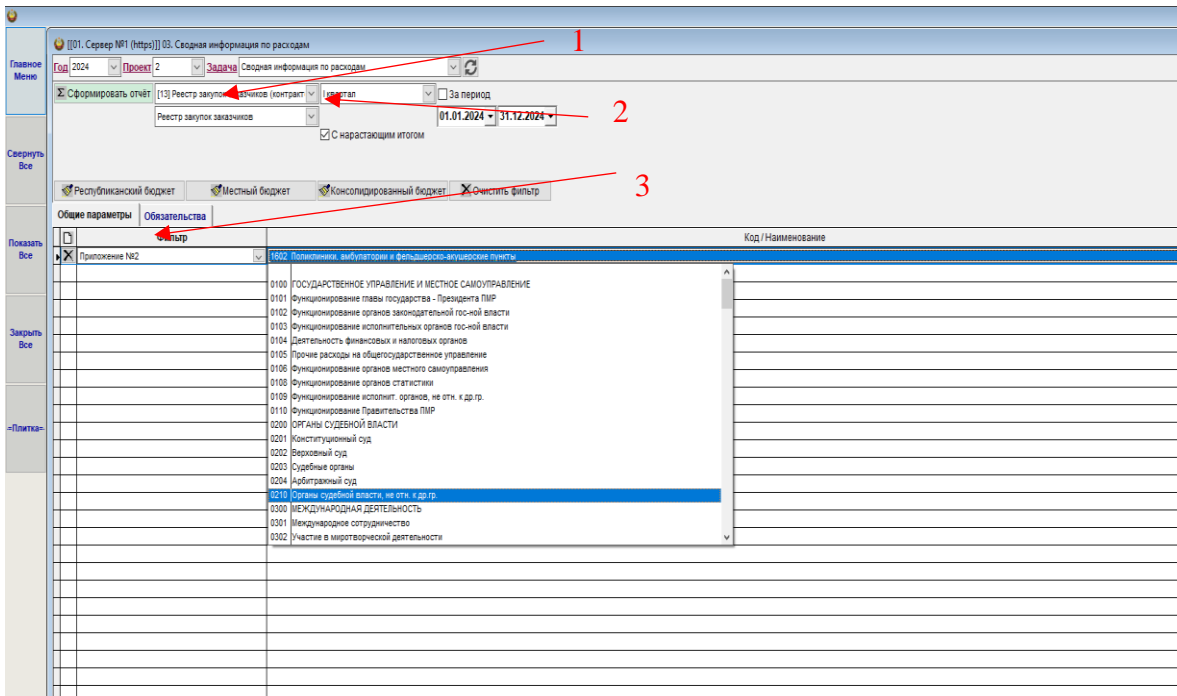 [[01. Сервер №1 (https)]] 03. Сводная информация по расходам
1
Главное Меню
Год 2024 Проект 2 Задача Сводная информация по расходам
Σ Сформировать отчёт [13] Реестр закупок заказчиков (контракт I квартал За период
2
Реестр закупок заказчиков 01.01.2024 31.12.2024
С нарастающим итогом
Свернуть Все
3
Республиканский бюджет Местный бюджет Консолидированный бюджет Очистить фильтр
Общие параметры Обязательства
Фильтр Код / Наименование
Показать Все
Приложение №2 1602 Поликлиники, амбулатории и фельдшерско-акушерские пункты
0100 ГОСУДАРСТВЕННОЕ УПРАВЛЕНИЕ И МЕСТНОЕ САМОУПРАВЛЕНИЕ
0101 Функционирование главы государства - Президента ПМР
0102 Функционирование органов законодательной гос-ной власти
0103 Функционирование исполнительных органов гос-ной власти
Закрыть Все
0104 Деятельность финансовых и налоговых органов
0105 Прочие расходы на общегосударственное управление
0106 Функционирование органов местного самоуправления
0108 Функционирование органов статистики
0109 Функционирование исполнит. органов, не отн. к др.гр.
0110 Функционирование Правительства ПМР
=Плитка=
0200 ОРГАНЫ СУДЕБНОЙ ВЛАСТИ
0201 Конституционный суд
0202 Верховный суд
0203 Судебные органы
0204 Арбитражный суд
0210 Органы судебной власти, не отн. к др.гр.
0300 МЕЖДУНАРОДНАЯ ДЕЯТЕЛЬНОСТЬ
0301 Международное сотрудничество
0302 Участие в миротворческой деятельности